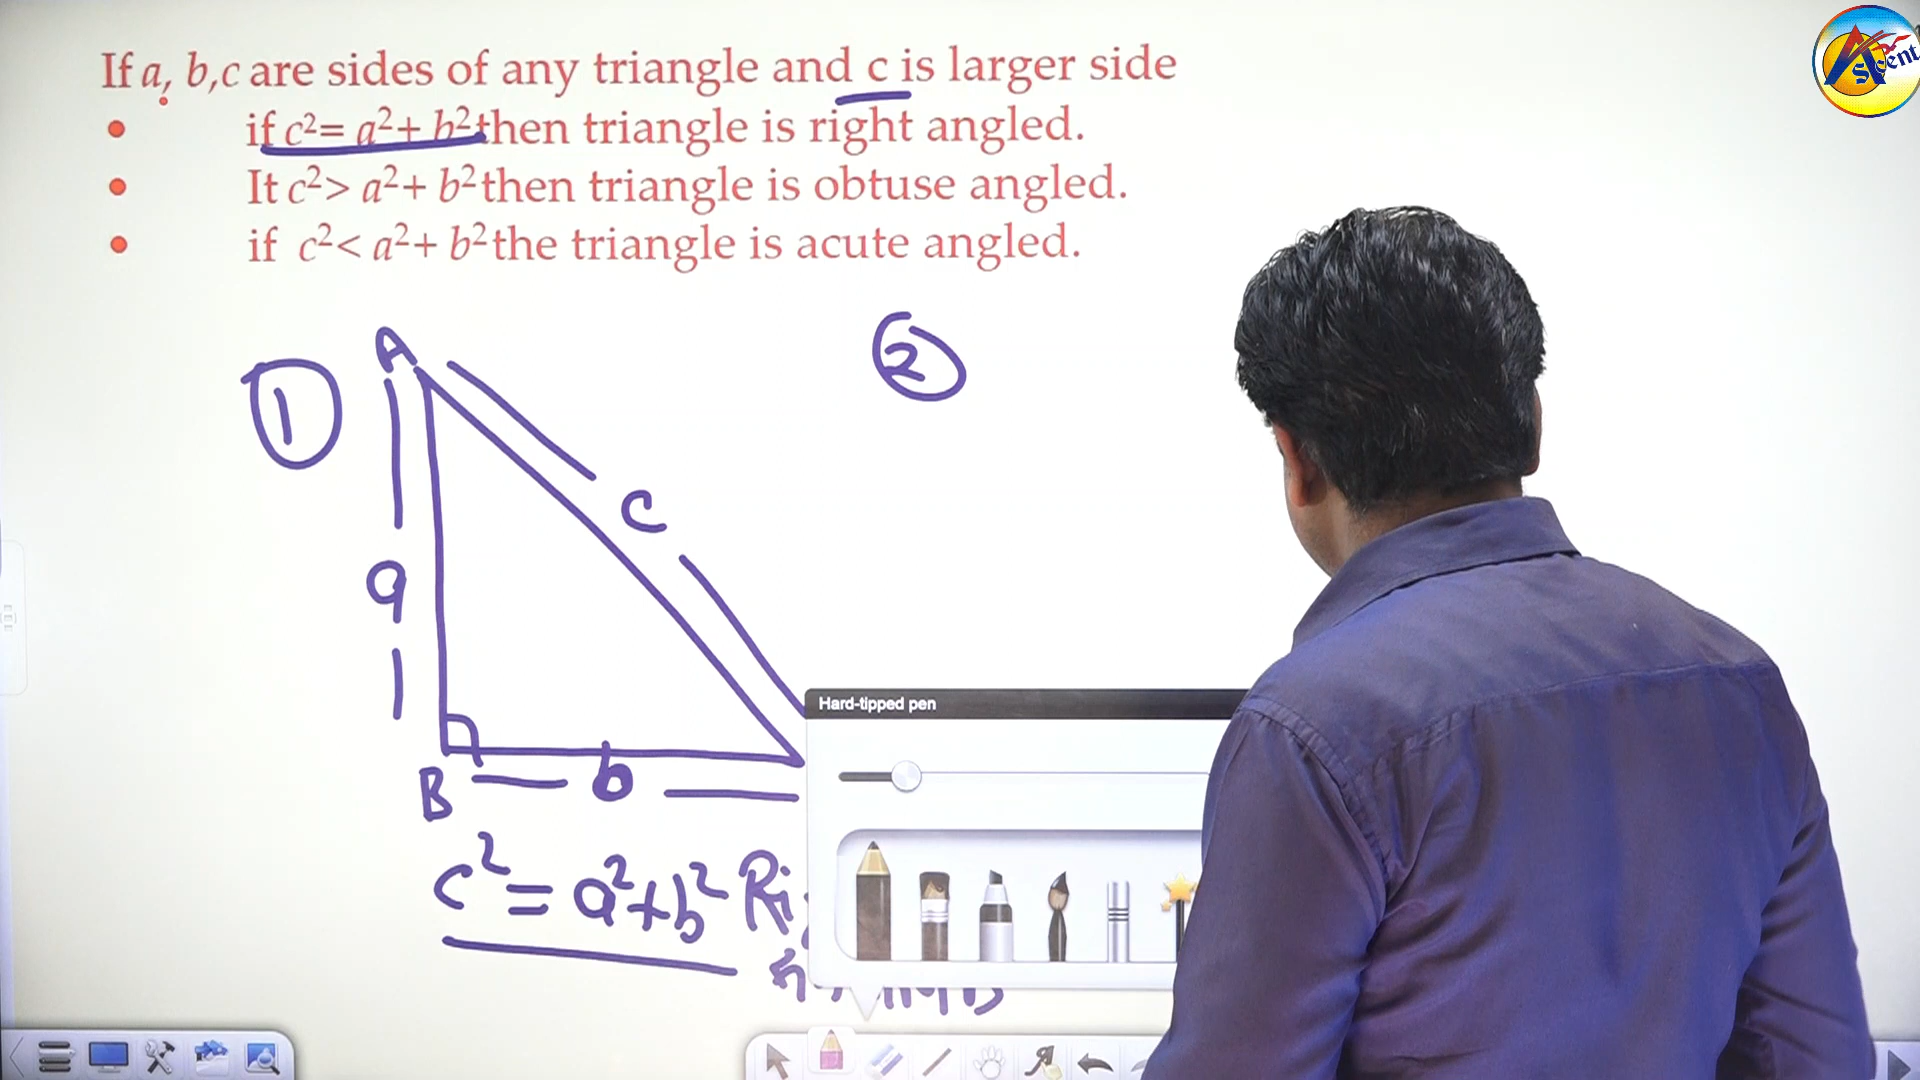 If a, b,c are sides of any triangle and c is larger side
• if c²= a²+ b² then triangle is right angled.
• It c²> a²+ b² then triangle is obtuse angled.
• if c²< a²+ b² the triangle is acute angled.
Ascent
1
A
2
c
a
Hard-tipped pen
B
b
c² = a²+b² Ri